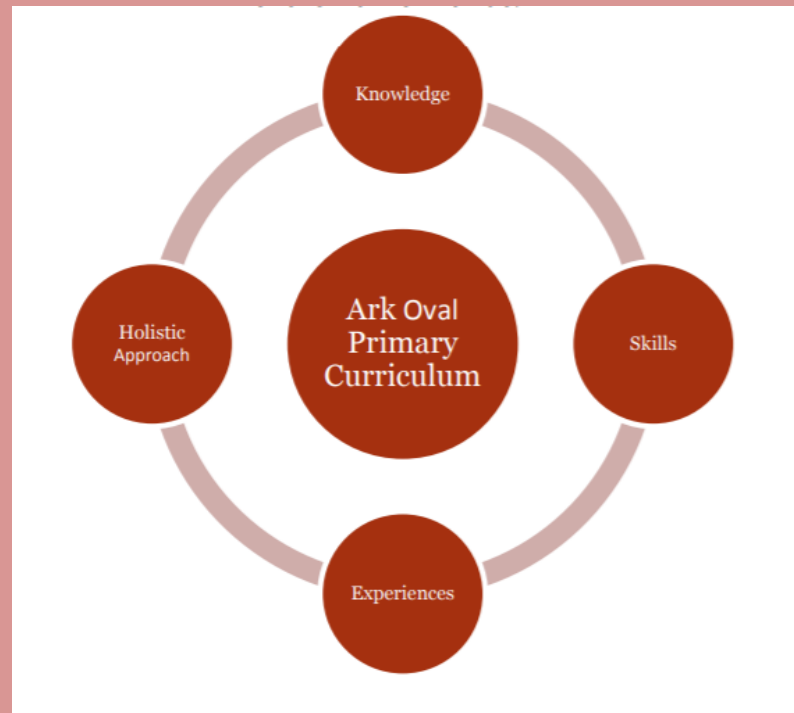 Knowledge
Ark Oval
Primary
Curriculum
Holistic
Approach
Skills
Experiences